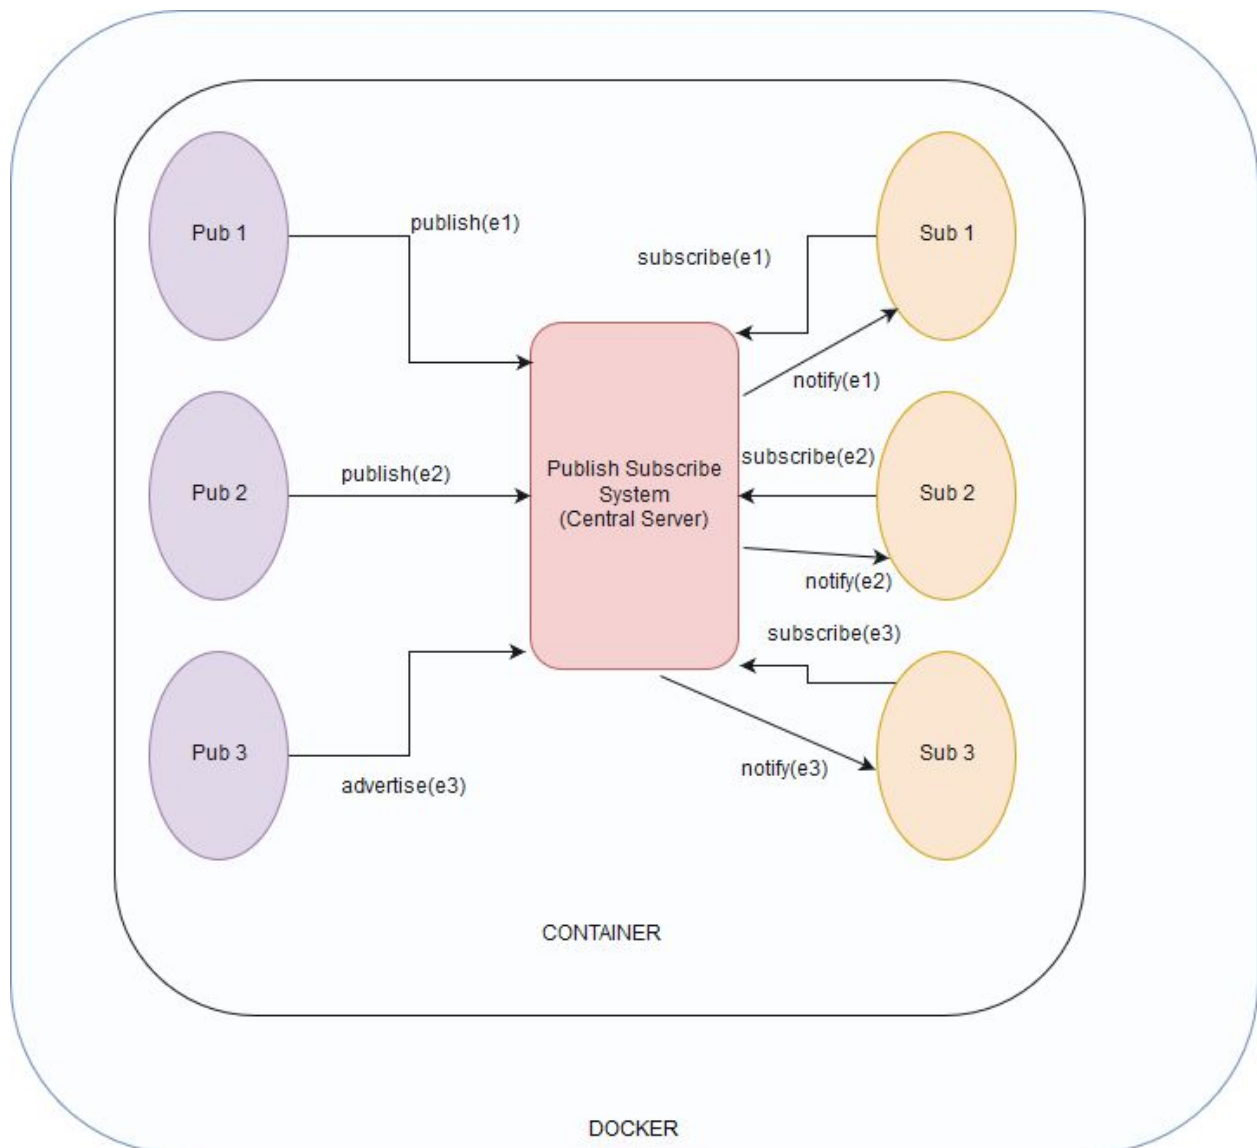 Pub 1
publish(e1)
Sub 1
subscribe(e1)
notify(e1)
Pub 2
publish(e2)
Publish Subscribe
System
(Central Server)
subscribe(e2)
Sub 2
notify(e2)
subscribe(e3)
Pub 3
advertise(e3)
notify(e3)
Sub 3
CONTAINER
DOCKER